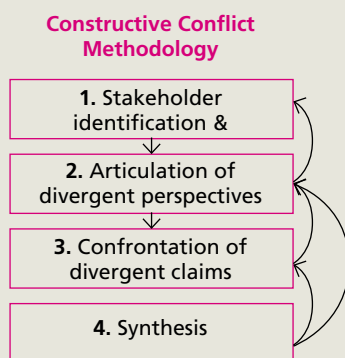 Constructive Conflict
Methodology
1. Stakeholder
identification &
2. Articulation of
divergent perspectives
3. Confrontation of
divergent claims
4. Synthesis